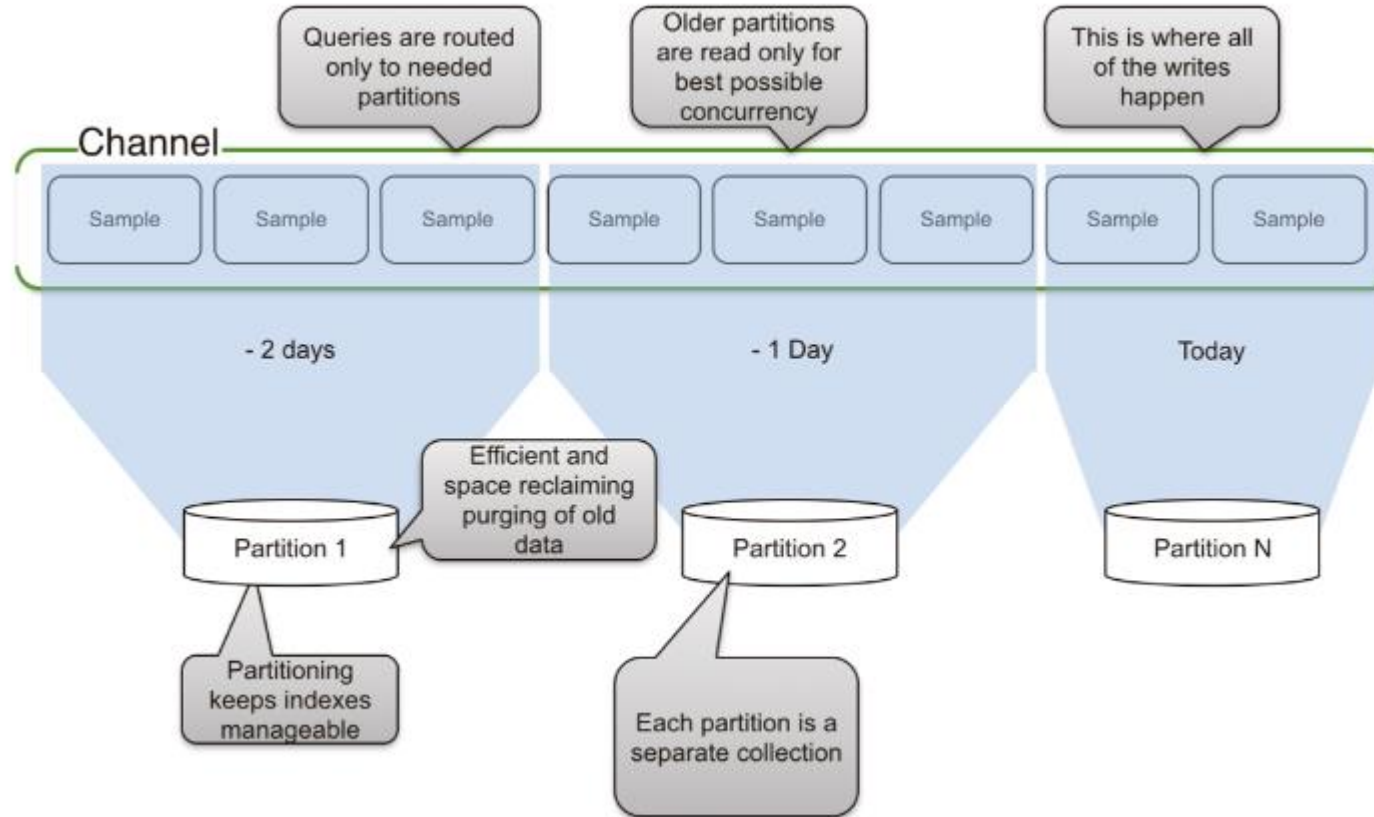 Queries are routed
only to needed
partitions
Older partitions
are read only for
best possible
concurrency
This is where all
of the writes
happen
Channel
Sample
Sample
Sample
Sample
Sample
Sample
Sample
Sample
- 2 days
- 1 Day
Today
Efficient and
space reclaiming
purging of old
data
Partition 1
Partition 2
Partition N
Partitioning
keeps indexes
manageable
Each partition is a
separate collection